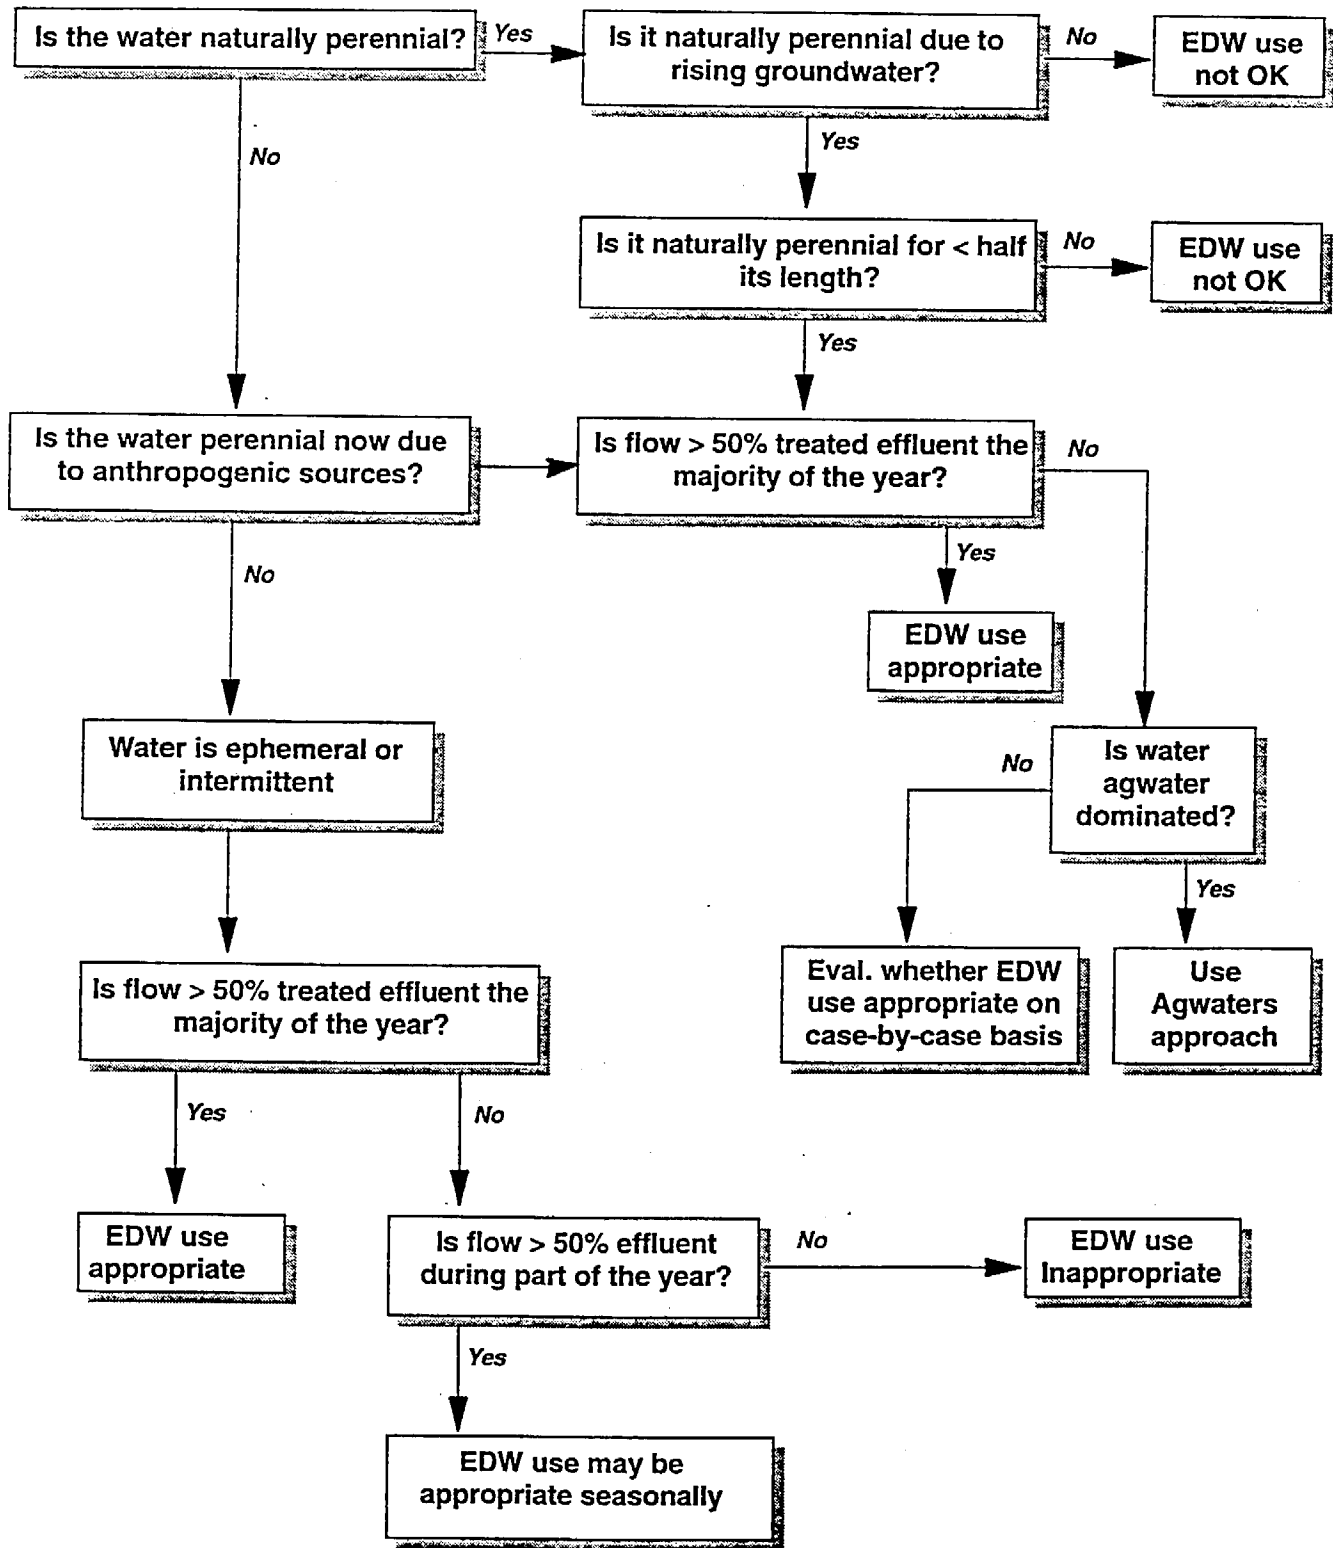 Is the water naturally perennial?
Yes
Is it naturally perennial due to
rising groundwater?
No
EDW use
not OK
No
Yes
Is it naturally perennial for < half
its length?
No
EDW use
not OK
Yes
Is the water perennial now due
to anthropogenic sources?
Is flow > 50% treated effluent the
majority of the year?
No
No
Yes
EDW use
appropriate
Water is ephemeral or
intermittent
No
Is water
agwater
dominated?
Yes
Is flow > 50% treated effluent the
majority of the year?
Eval. whether EDW
use appropriate on
case-by-case basis
Use
Agwaters
approach
Yes
No
EDW use
appropriate
Is flow > 50% effluent
during part of the year?
No
EDW use
Inappropriate
Yes
EDW use may be
appropriate seasonally